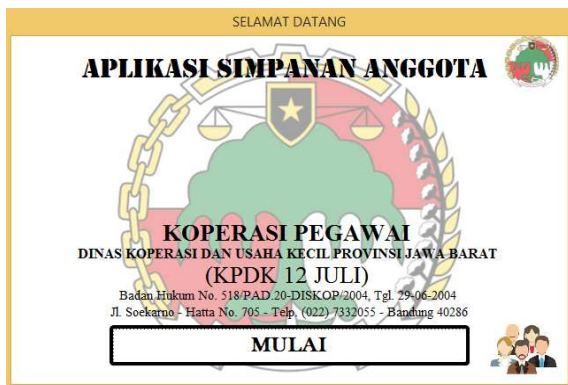 SELAMAT DATANG
APLIKASI SIMPANAN ANGGOTA
KOPERASI PEGAWAI
DINAS KOPERASI DAN USAHA KECIL PROVINSI JAWA BARAT
(KPDK 12 JULI)
Badan Hukum No. 518/PAD.20-DISKOP/2004, Tgl. 29-06-2004
Jl. Soekarno - Hatta No. 705 - Telp. (022) 7332055 - Bandung 40286
MULAI